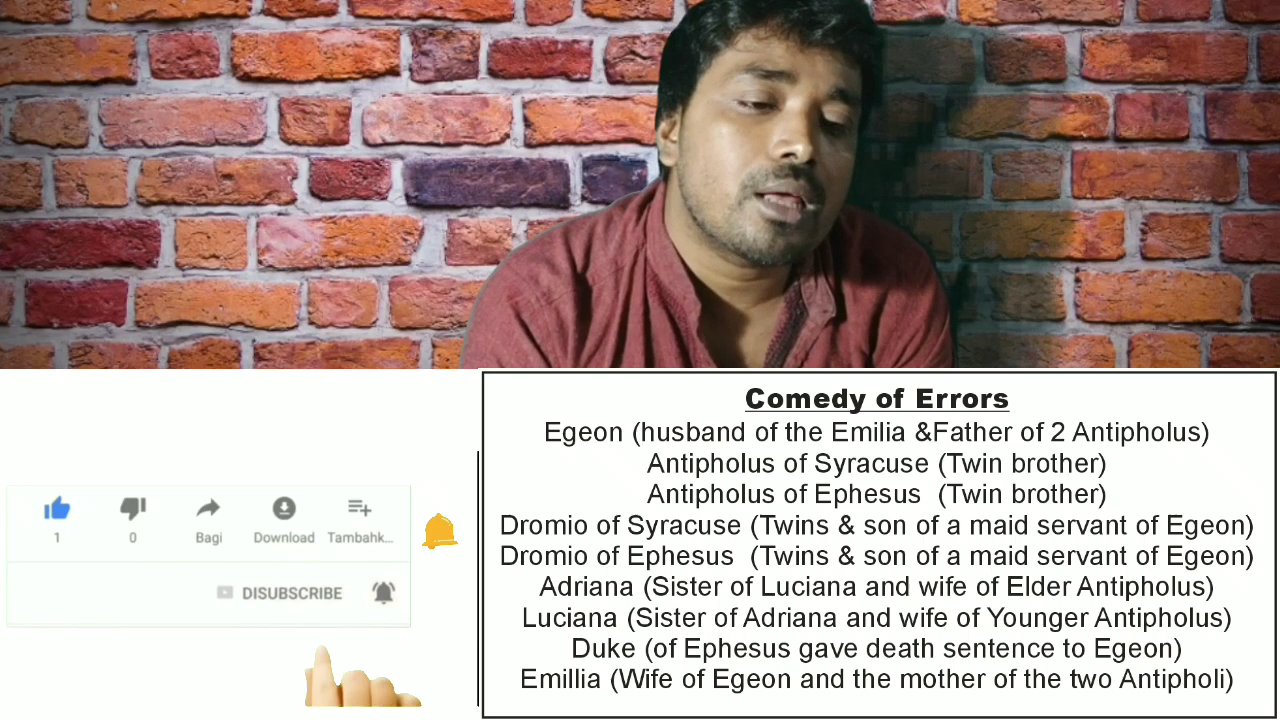 Comedy of Errors
Egeon (husband of the Emilia &Father of 2 Antipholus)
Antipholus of Syracuse (Twin brother)
Antipholus of Ephesus (Twin brother)
Dromio of Syracuse (Twins & son of a maid servant of Egeon)
Dromio of Ephesus (Twins & son of a maid servant of Egeon)
Adriana (Sister of Luciana and wife of Elder Antipholus)
Luciana (Sister of Adriana and wife of Younger Antipholus)
Duke (of Ephesus gave death sentence to Egeon)
Emillia (Wife of Egeon and the mother of the two Antipholi)
1 0 Bagi Download Tambahk...
DISUBSCRIBE